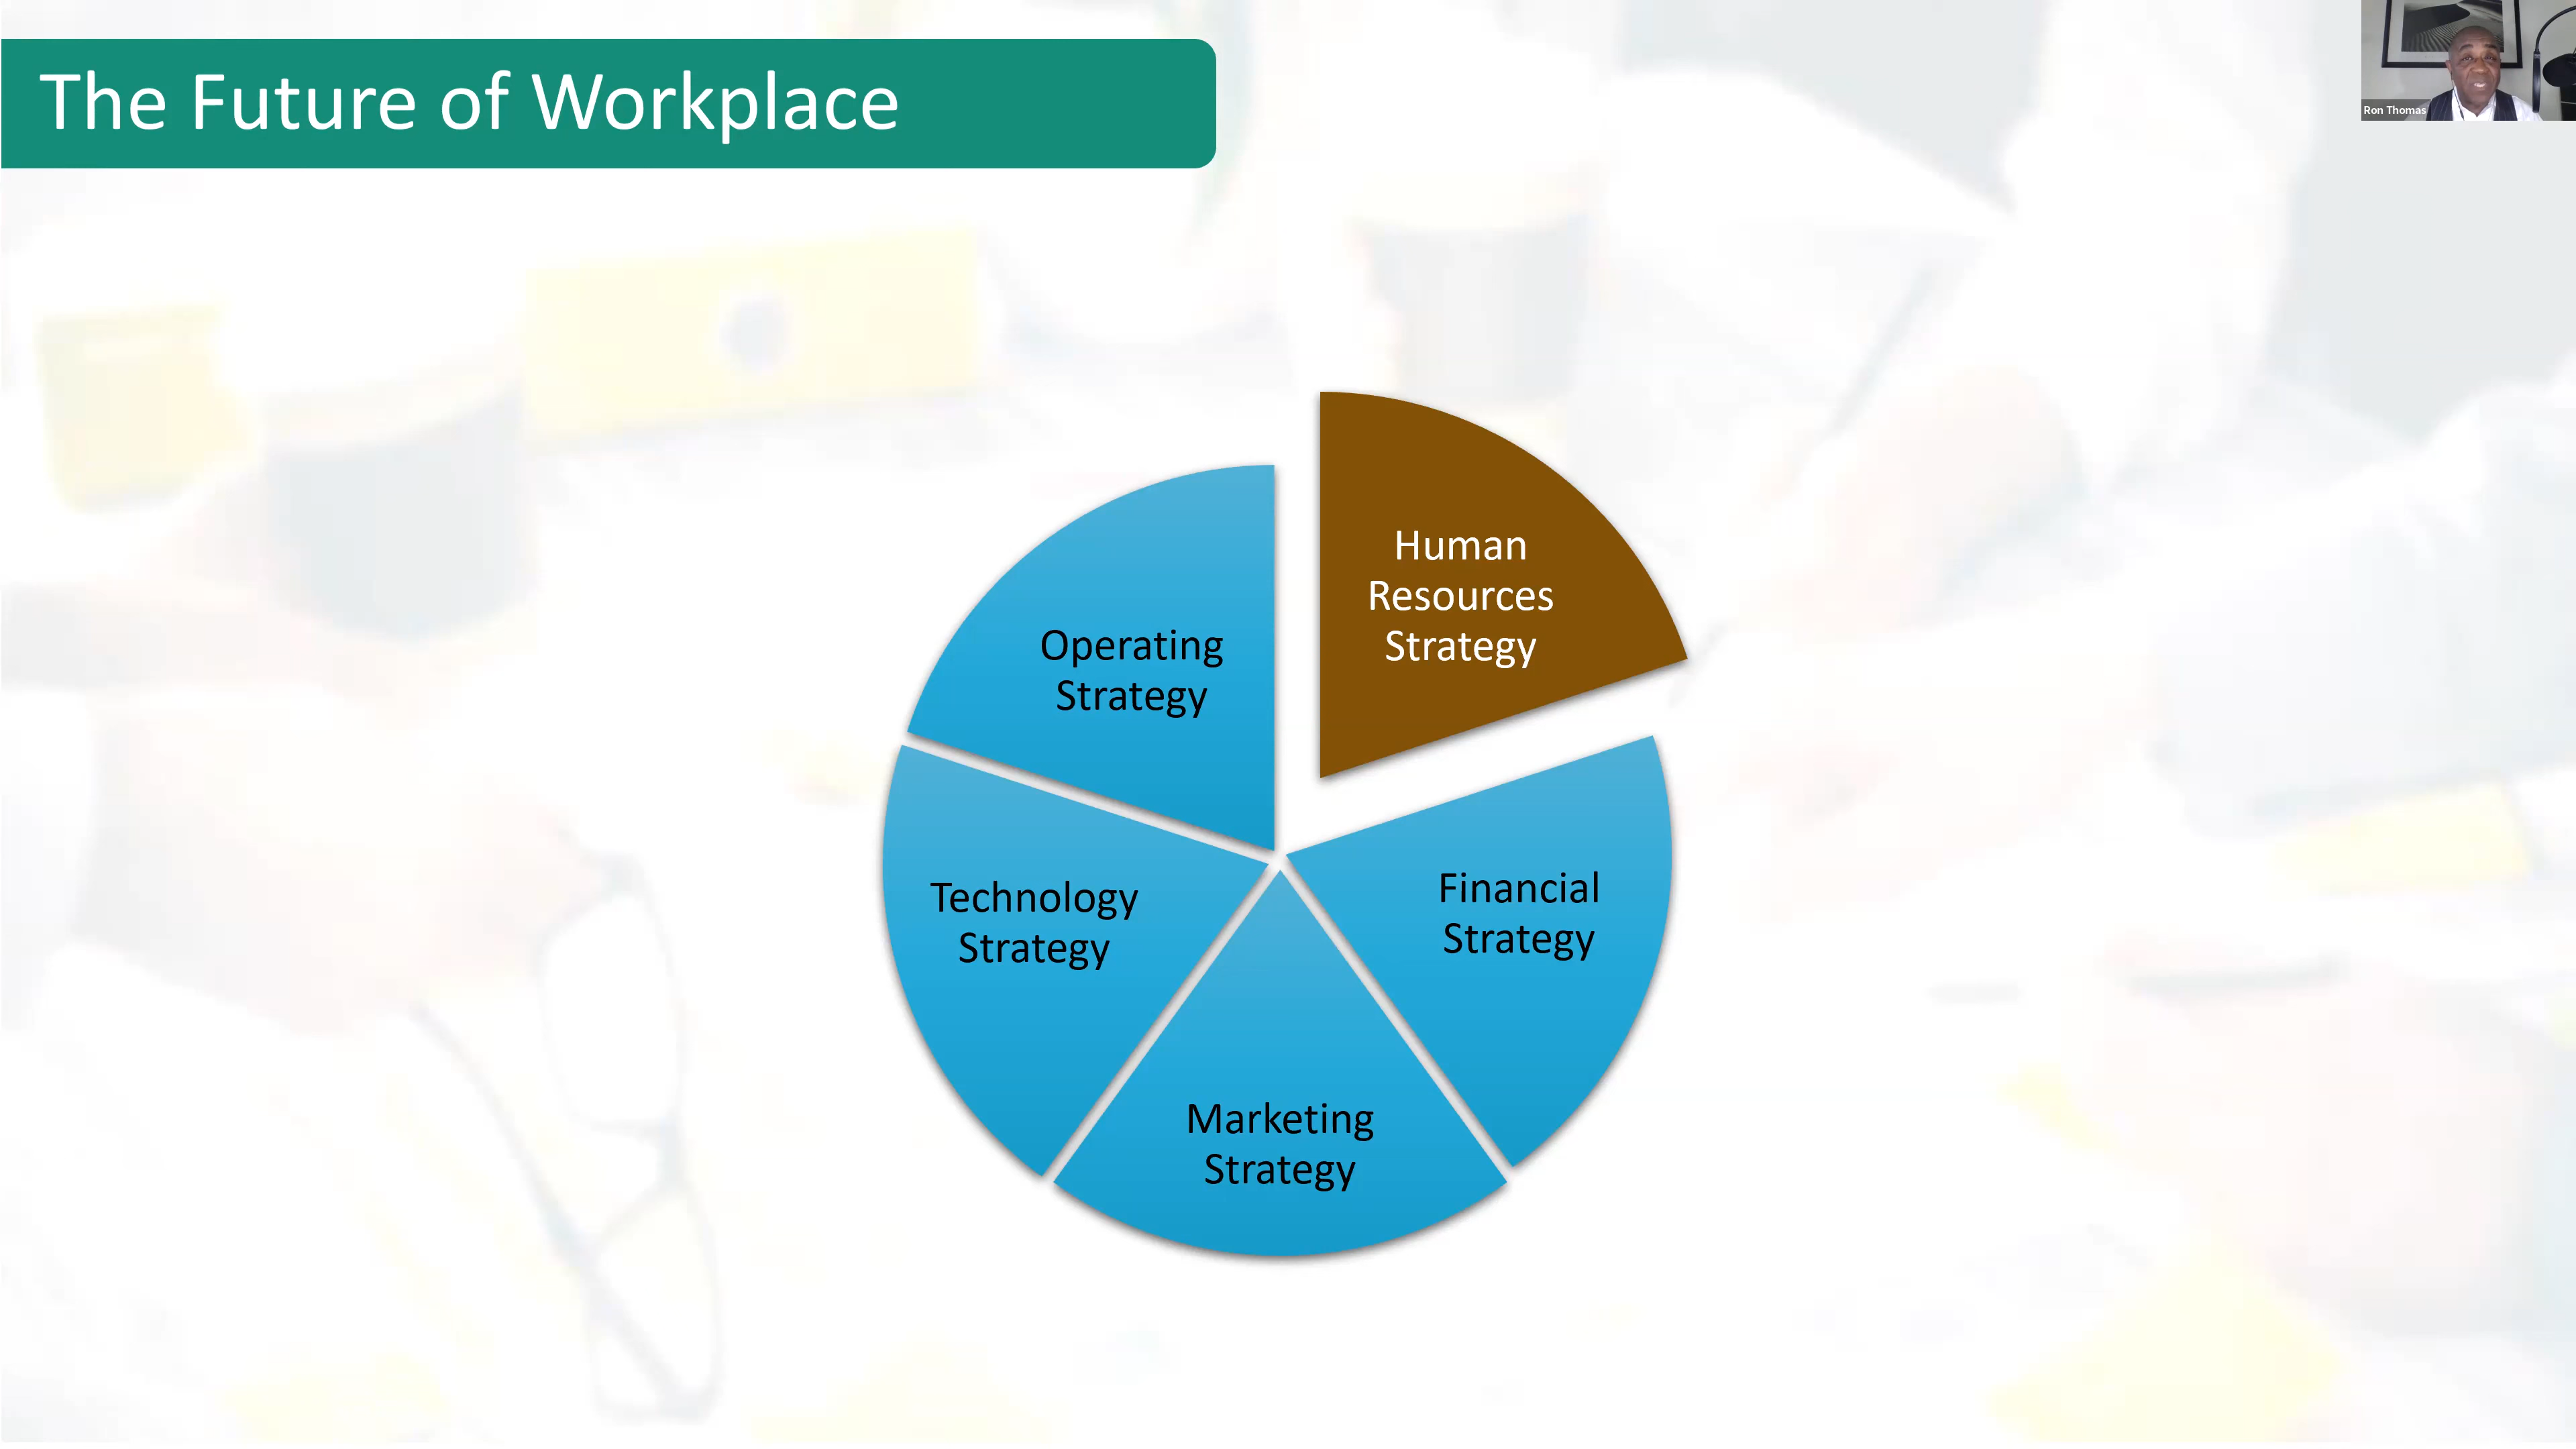 The Future of Workplace
Ron Thomas
Human
Resources
Strategy
Operating
Strategy
Technology
Strategy
Financial
Strategy
Marketing
Strategy